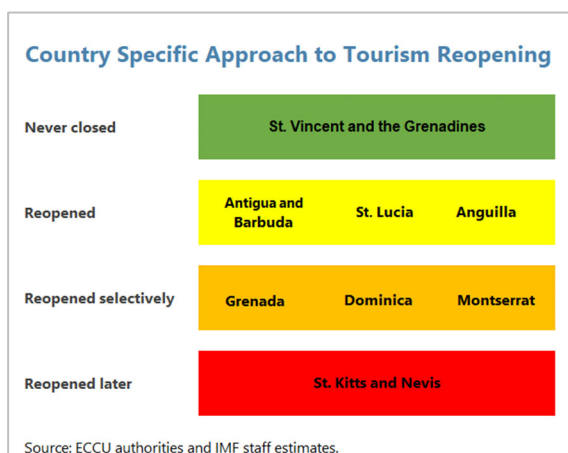 Country Specific Approach to Tourism Reopening
Never closed
St. Vincent and the Grenadines
Reopened
Antigua and
Barbuda
St. Lucia
Anguilla
Reopened selectively
Grenada
Dominica
Montserrat
Reopened later
St. Kitts and Nevis
Source: ECCU authorities and IMF staff estimates.